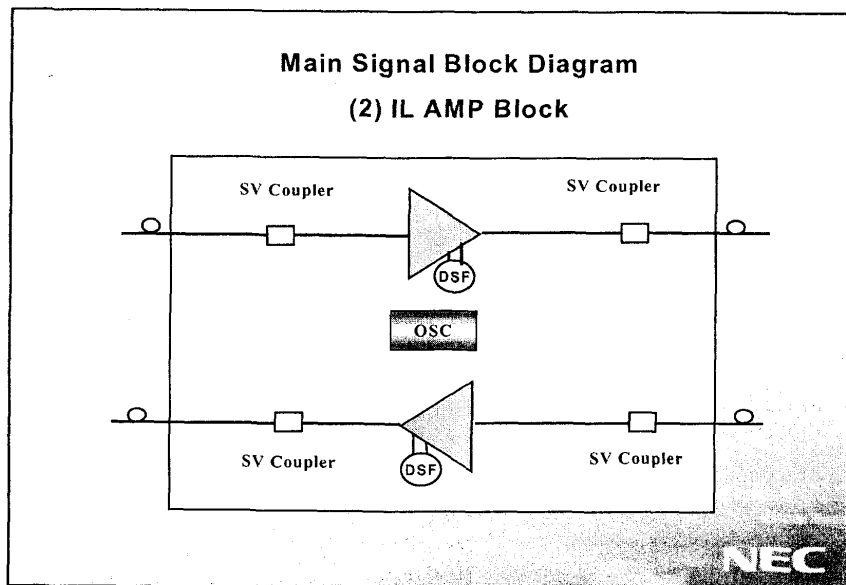 Main Signal Block Diagram
(2) IL AMP Block
SV Coupler
SV Coupler
DSF
OSC
SV Coupler
DSF
SV Coupler
NEC